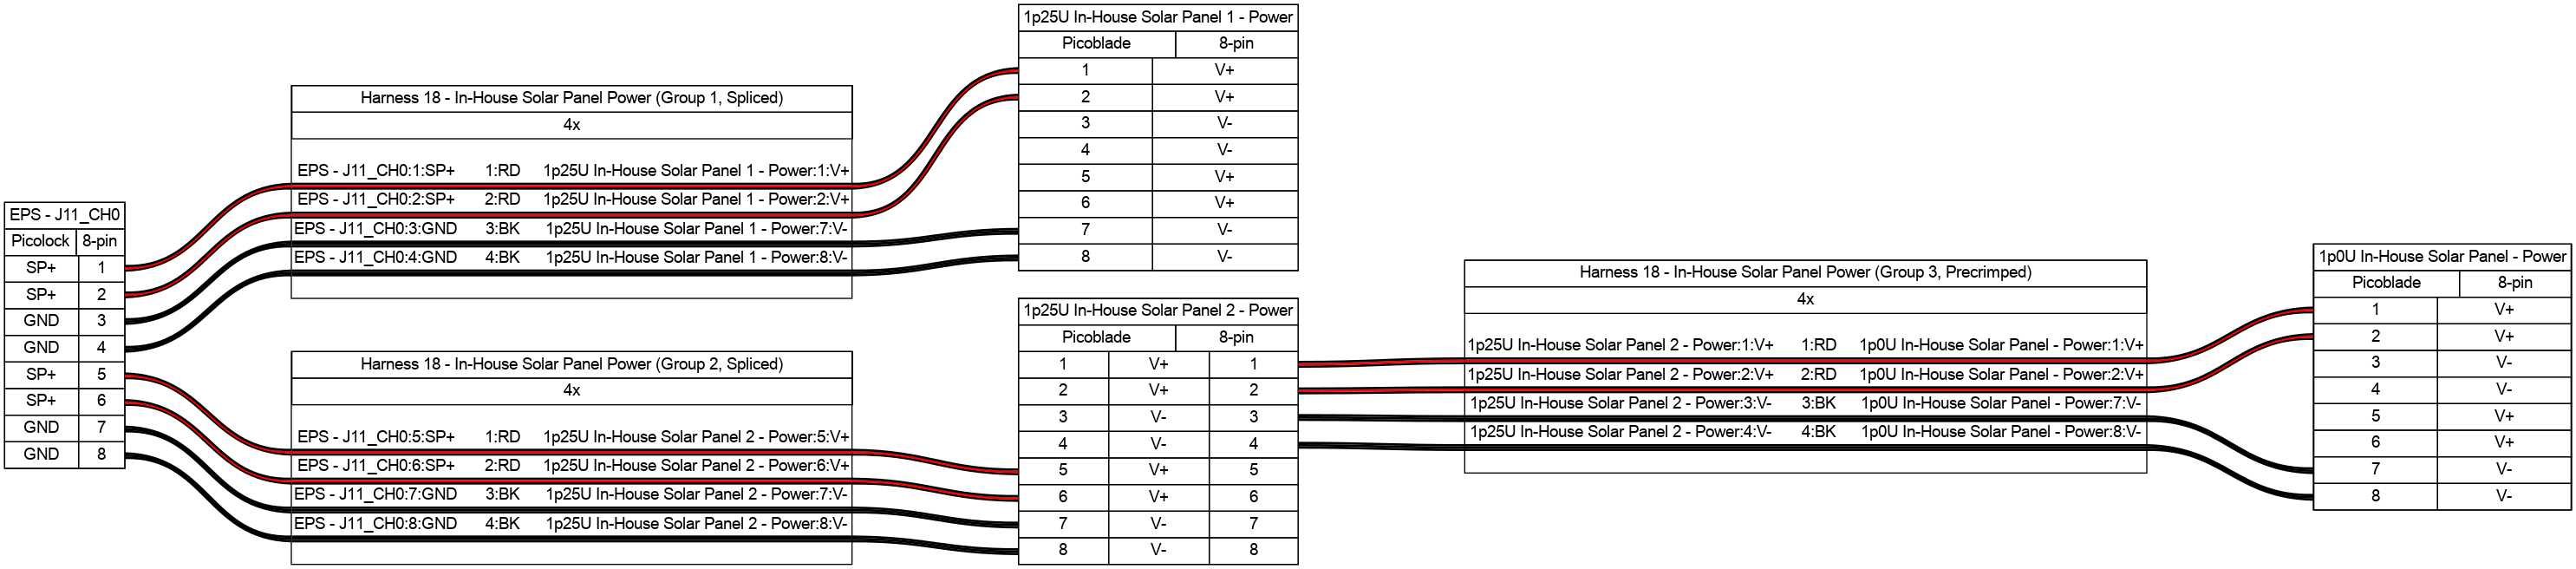 EPS - J11_CH0
Picolock 8-pin
SP+ 1
SP+ 2
GND 3
GND 4
SP+ 5
SP+ 6
GND 7
GND 8
Harness 18 - In-House Solar Panel Power (Group 1, Spliced)
4x
EPS - J11_CH0:1:SP+ 1:RD 1p25U In-House Solar Panel 1 - Power:1:V+
EPS - J11_CH0:2:SP+ 2:RD 1p25U In-House Solar Panel 1 - Power:2:V+
EPS - J11_CH0:3:GND 3:BK 1p25U In-House Solar Panel 1 - Power:7:V-
EPS - J11_CH0:4:GND 4:BK 1p25U In-House Solar Panel 1 - Power:8:V-
Harness 18 - In-House Solar Panel Power (Group 2, Spliced)
4x
EPS - J11_CH0:5:SP+ 1:RD 1p25U In-House Solar Panel 2 - Power:5:V+
EPS - J11_CH0:6:SP+ 2:RD 1p25U In-House Solar Panel 2 - Power:6:V+
EPS - J11_CH0:7:GND 3:BK 1p25U In-House Solar Panel 2 - Power:7:V-
EPS - J11_CH0:8:GND 4:BK 1p25U In-House Solar Panel 2 - Power:8:V-
1p25U In-House Solar Panel 1 - Power
Picoblade 8-pin
1 V+
2 V+
3 V-
4 V-
5 V+
6 V+
7 V-
8 V-
1p25U In-House Solar Panel 2 - Power
Picoblade 8-pin
1 V+ 1
2 V+ 2
3 V- 3
4 V- 4
5 V+ 5
6 V+ 6
7 V- 7
8 V- 8
Harness 18 - In-House Solar Panel Power (Group 3, Precrimped)
4x
1p25U In-House Solar Panel 2 - Power:1:V+ 1:RD 1p0U In-House Solar Panel - Power:1:V+
1p25U In-House Solar Panel 2 - Power:2:V+ 2:RD 1p0U In-House Solar Panel - Power:2:V+
1p25U In-House Solar Panel 2 - Power:3:V- 3:BK 1p0U In-House Solar Panel - Power:7:V-
1p25U In-House Solar Panel 2 - Power:4:V- 4:BK 1p0U In-House Solar Panel - Power:8:V-
1p0U In-House Solar Panel - Power
Picoblade 8-pin
1 V+
2 V+
3 V-
4 V-
5 V+
6 V+
7 V-
8 V-